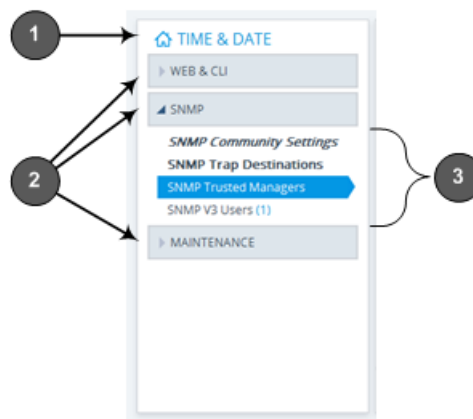 1
TIME & DATE
WEB & CLI
SNMP
SNMP Community Settings
SNMP Trap Destinations
2
SNMP Trusted Managers
3
SNMP V3 Users (1)
MAINTENANCE